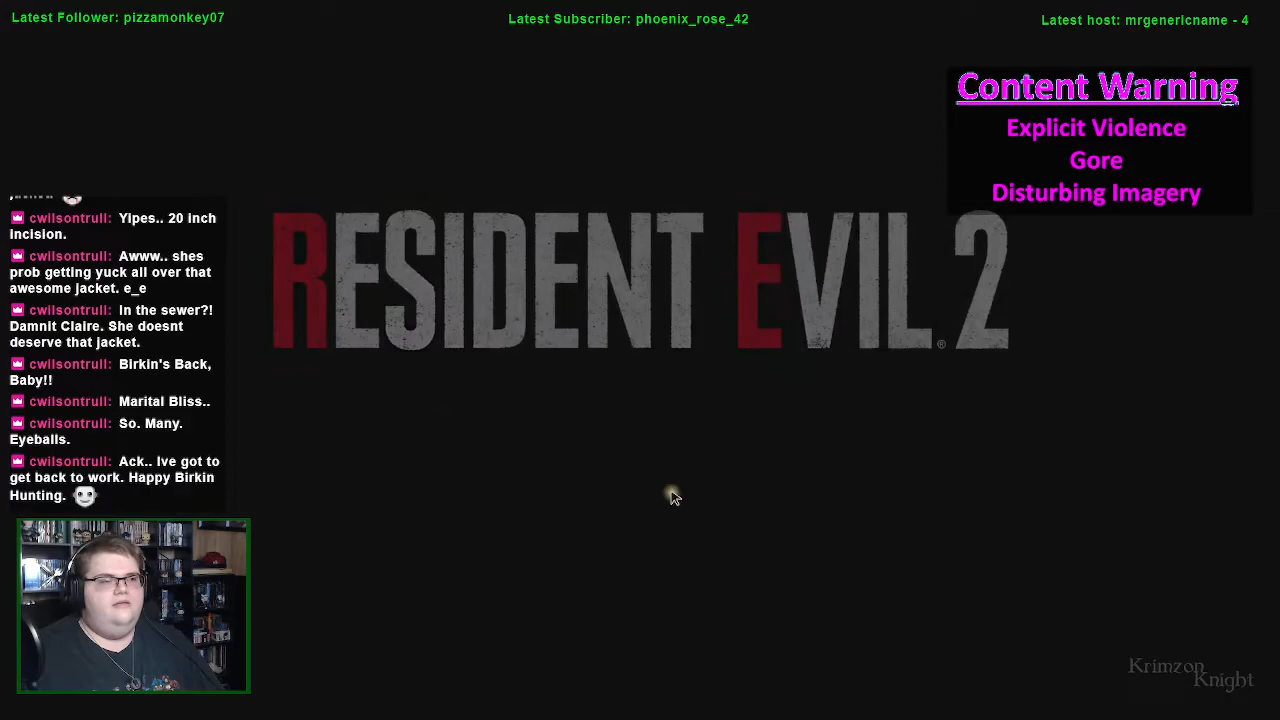 Latest Follower: pizzamonkey07
Latest Subscriber: phoenix_rose_42
Latest host: mrgenericname - 4
Content Warning
Explicit Violence
Gore
Disturbing Imagery
cwilsontrull: Yipes.. 20 inch
incision.
cwilsontrull: Awww.. shes
prob getting yuck all over that
awesome jacket. e_e
cwilsontrull: In the sewer?!
Damnit Claire. She doesnt
deserve that jacket.
cwilsontrull: BIrkin's Back,
Baby!!
cwilsontrull: Marital Bliss..
cwilsontrull: So. Many.
Eyeballs.
cwilsontrull: Ack.. Ive got to
get back to work. Happy Birkin
Hunting.
RESIDENT EVIL® 2
Krimzon
Knight